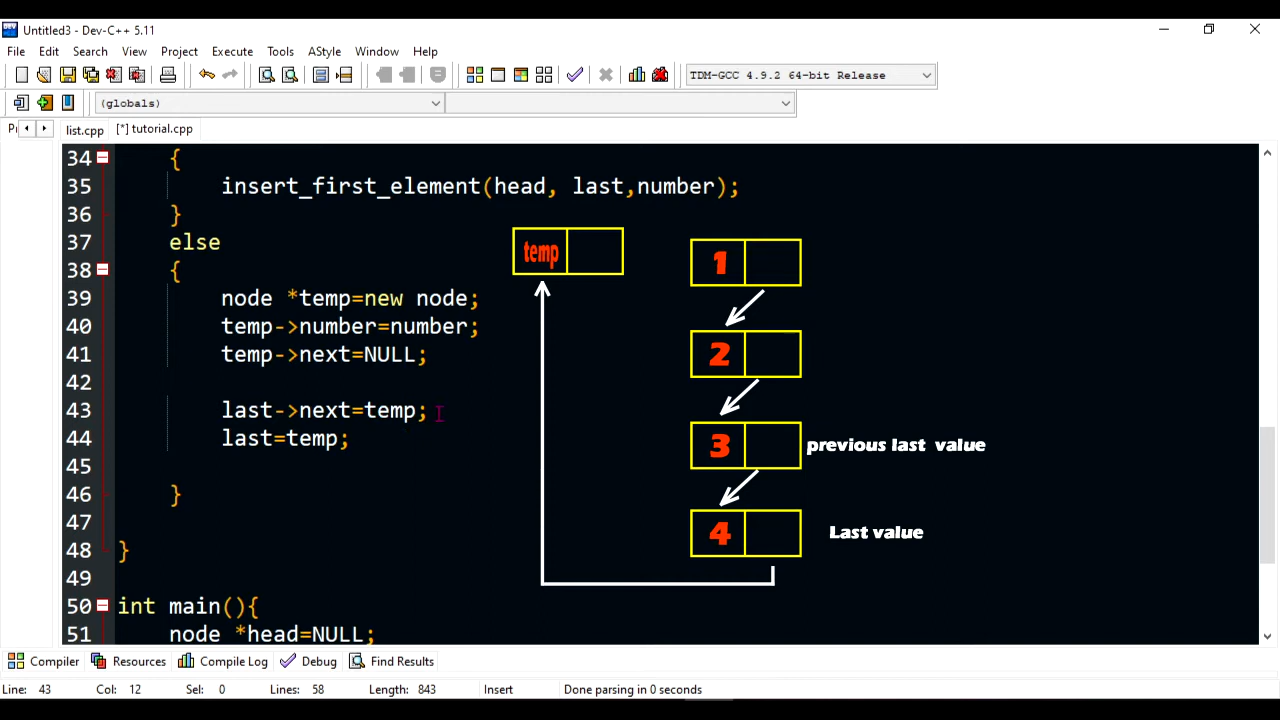 Untitled3 - Dev-C++ 5.11
File Edit Search View Project Execute Tools AStyle Window Help
TDM-GCC 4.9.2 64-bit Release
(globals)
list.cpp [*] tutorial.cpp
34 {
35 insert_first_element(head, last,number);
36 }
37 else
38 {
39 node *temp=new node;
40 temp->number=number;
41 temp->next=NULL;
42
43 last->next=temp;
44 last=temp;
45
46 }
47
48 }
49
50 int main(){
51 node *head=NULL;
temp
1
2
3 previous last value
4 Last value
Compiler Resources Compile Log Debug Find Results
Line: 43 Col: 12 Sel: 0 Lines: 58 Length: 843 Insert Done parsing in 0 seconds